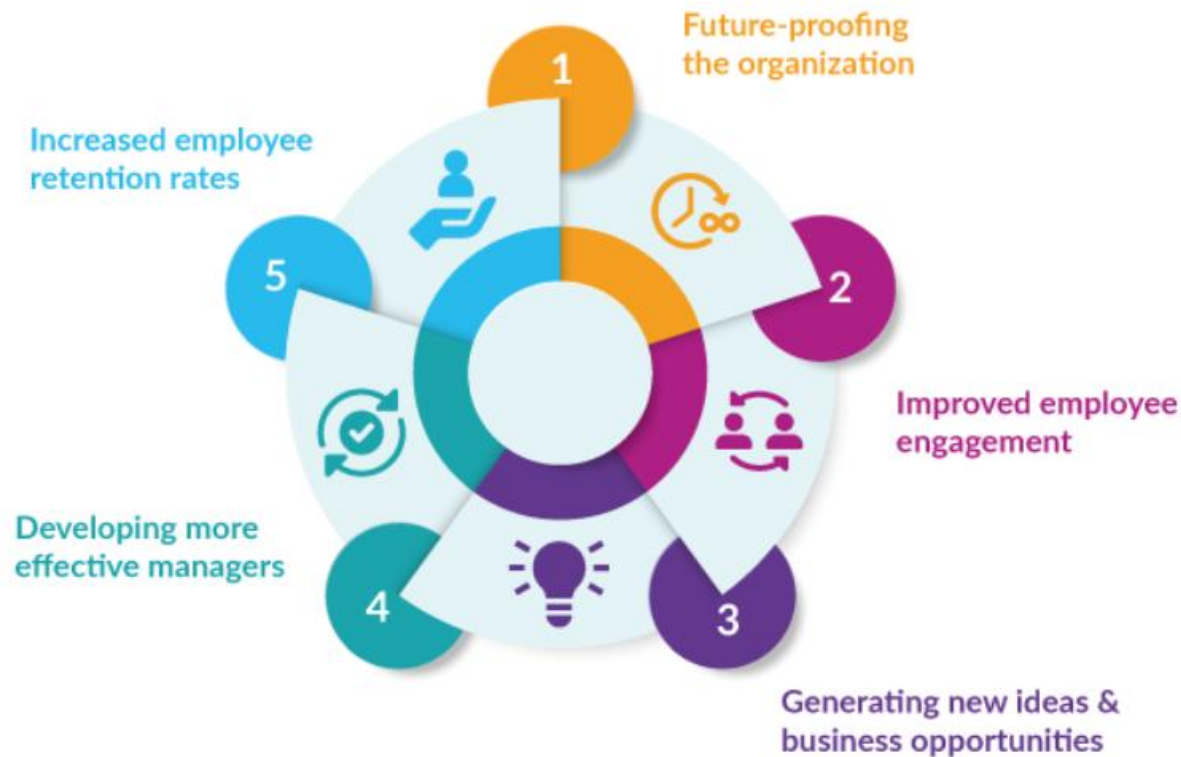 1
Future-proofing
the organization
2
Improved employee
engagement
3
Generating new ideas &
business opportunities
4
Developing more
effective managers
5
Increased employee
retention rates